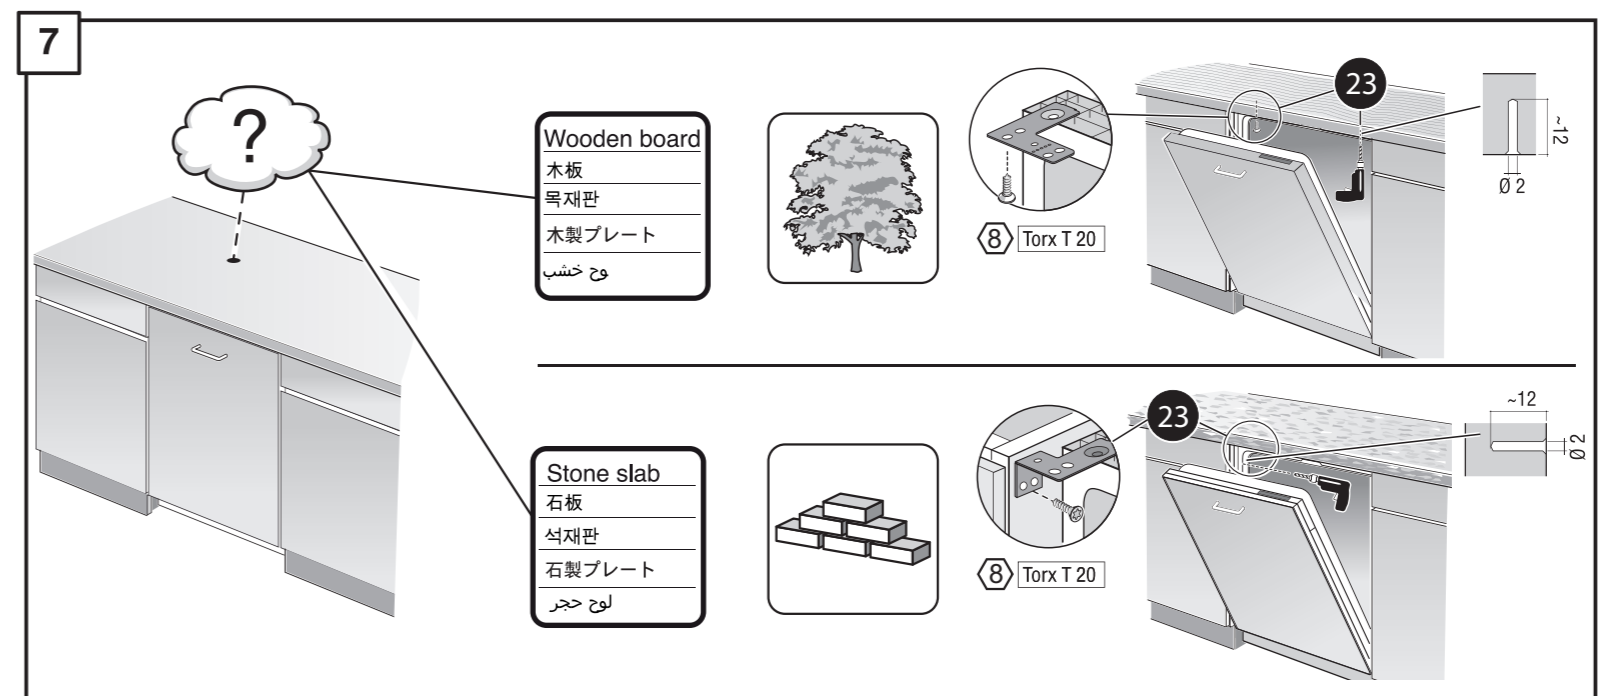 7
?
Wooden board
木板
목재판
木製プレート
لوح خشب
8 Torx T 20
23
~12
Ø 2
Stone slab
石板
석재판
石製プレート
لوح حجر
8 Torx T 20
23
~12
Ø 2